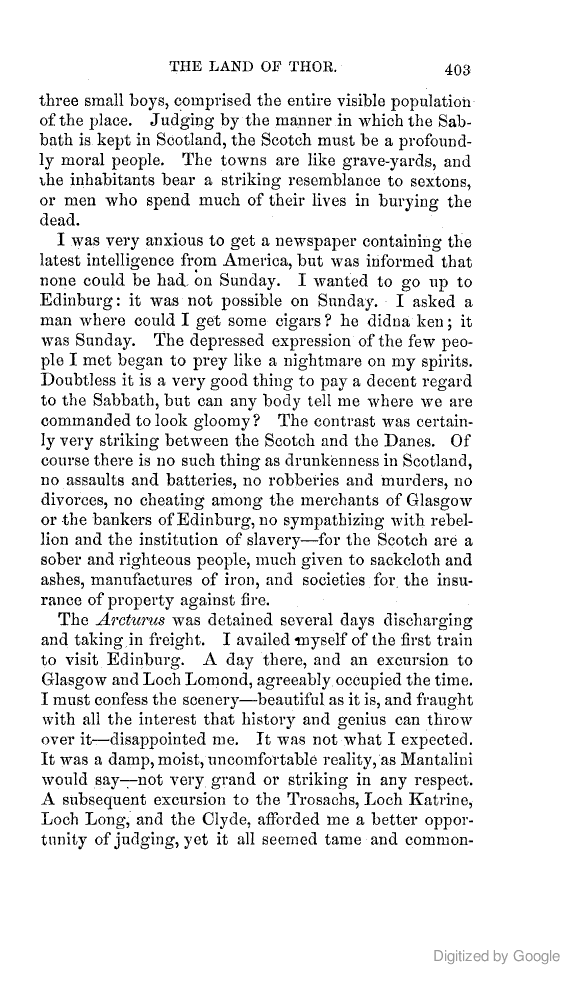 THE LAND OF THOR. 403
three small boys, comprised the entire visible population
of the place. Judging by the manner in which the Sab-
bath is kept in Scotland, the Scotch must be a profound-
ly moral people. The towns are like grave-yards, and
the inhabitants bear a striking resemblance to sextons,
or men who spend much of their lives in burying the
dead.
I was very anxious to get a newspaper containing the
latest intelligence from America, but was informed that
none could be had on Sunday. I wanted to go up to
Edinburg: it was not possible on Sunday. I asked a
man where could I get some cigars? he didna ken; it
was Sunday. The depressed expression of the few peo-
ple I met began to prey like a nightmare on my spirits.
Doubtless it is a very good thing to pay a decent regard
to the Sabbath, but can any body tell me where we are
commanded to look gloomy? The contrast was certain-
ly very striking between the Scotch and the Danes. Of
course there is no such thing as drunkenness in Scotland,
no assaults and batteries, no robberies and murders, no
divorces, no cheating among the merchants of Glasgow
or the bankers of Edinburg, no sympathizing with rebel-
lion and the institution of slavery—for the Scotch are a
sober and righteous people, much given to sackcloth and
ashes, manufactures of iron, and societies for the insu-
rance of property against fire.
The Arcturus was detained several days discharging
and taking in freight. I availed myself of the first train
to visit Edinburg. A day there, and an excursion to
Glasgow and Loch Lomond, agreeably occupied the time.
I must confess the scenery—beautiful as it is, and fraught
with all the interest that history and genius can throw
over it—disappointed me. It was not what I expected.
It was a damp, moist, uncomfortable reality, as Mantalini
would say—not very grand or striking in any respect.
A subsequent excursion to the Trosachs, Loch Katrine,
Loch Long, and the Clyde, afforded me a better oppor-
tunity of judging, yet it all seemed tame and common-
Digitized by Google